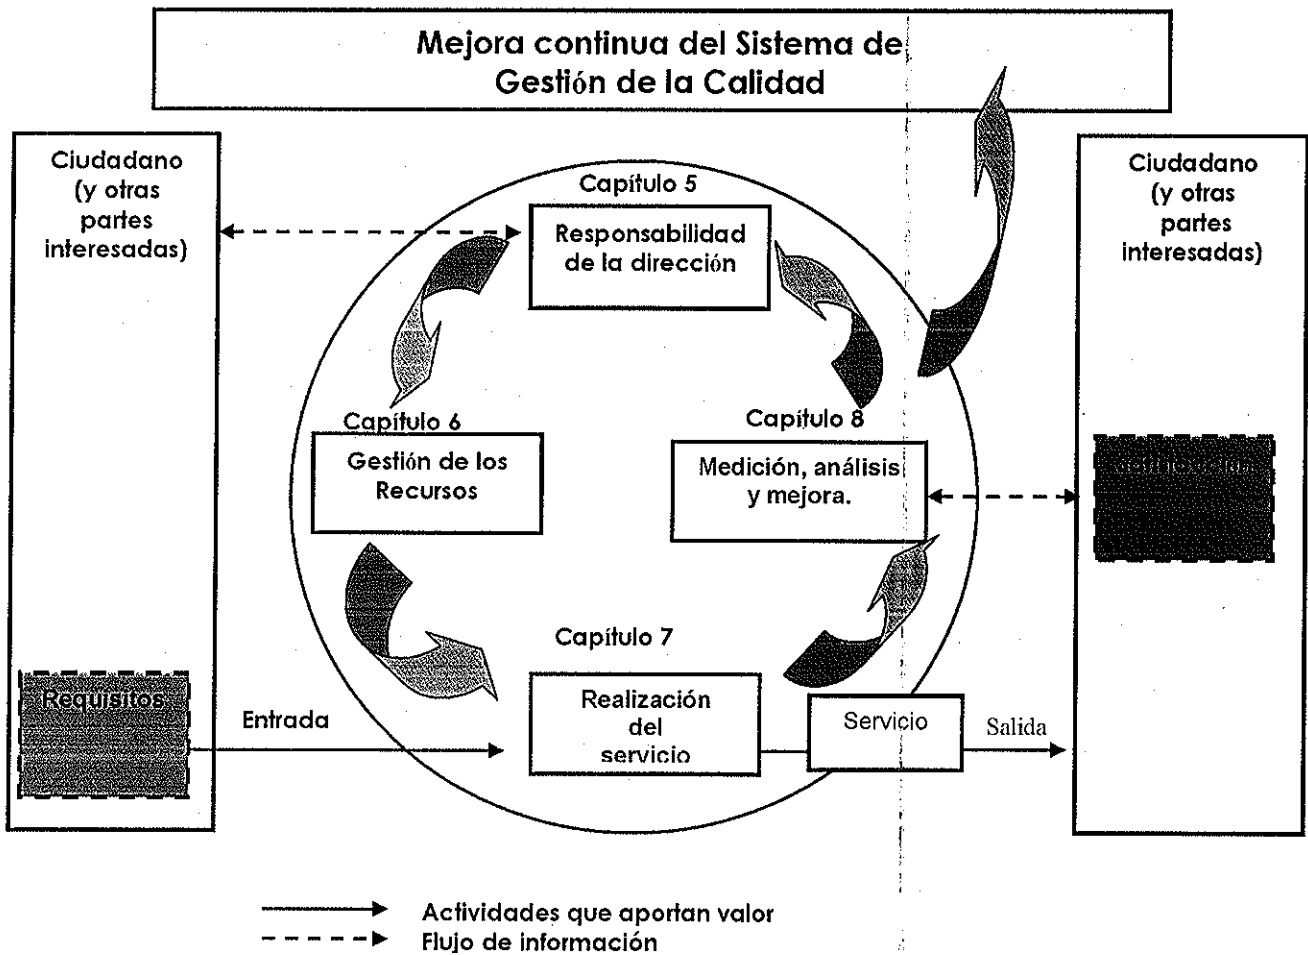 Mejora continua del Sistema de
Gestión de la Calidad
Ciudadano
(y otras
partes
interesadas)
Capítulo 5
Responsabilidad
de la dirección
Ciudadano
(y otras
partes
interesadas)
Capítulo 6
Gestión de los
Recursos
Capítulo 8
Medición, análisis
y mejora.
Capítulo 7
Requisitos
Entrada
Realización
del
servicio
Servicio
Salida
Actividades que aportan valor
Flujo de información